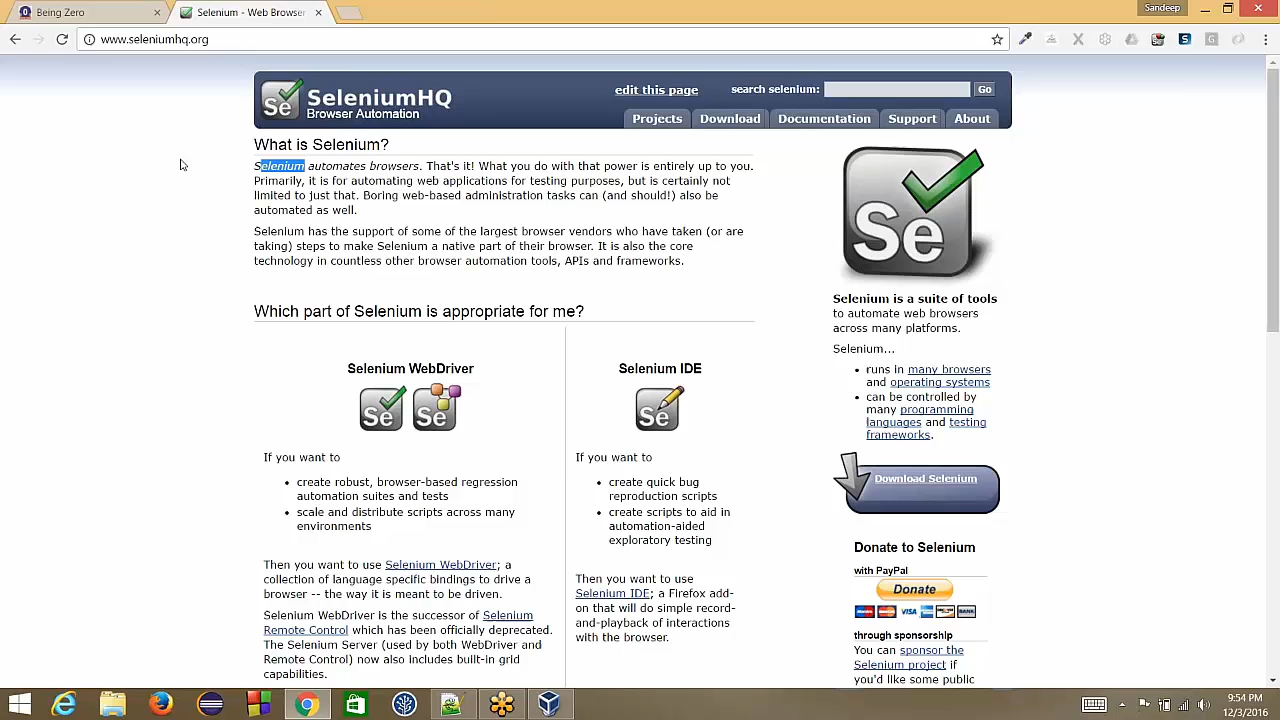 Being Zero
Selenium - Web Browser
Sandeep
www.seleniumhq.org
Se
SeleniumHQ
Browser Automation
edit this page
search selenium:
Go
Projects
Download
Documentation
Support
About
What is Selenium?
Selenium automates browsers. That's it! What you do with that power is entirely up to you.
Primarily, it is for automating web applications for testing purposes, but is certainly not
limited to just that. Boring web-based administration tasks can (and should!) also be
automated as well.
Selenium has the support of some of the largest browser vendors who have taken (or are
taking) steps to make Selenium a native part of their browser. It is also the core
technology in countless other browser automation tools, APIs and frameworks.
Which part of Selenium is appropriate for me?
Selenium WebDriver
Se
Se
If you want to
• create robust, browser-based regression
automation suites and tests
• scale and distribute scripts across many
environments
Then you want to use Selenium WebDriver; a
collection of language specific bindings to drive a
browser -- the way it is meant to be driven.
Selenium WebDriver is the successor of Selenium
Remote Control which has been officially deprecated.
The Selenium Server (used by both WebDriver and
Remote Control) now also includes built-in grid
capabilities.
Selenium IDE
Se
If you want to
• create quick bug
reproduction scripts
• create scripts to aid in
automation-aided
exploratory testing
Then you want to use
Selenium IDE; a Firefox add-
on that will do simple record-
and-playback of interactions
with the browser.
Se
Selenium is a suite of tools
to automate web browsers
across many platforms.
Selenium...
• runs in many browsers
and operating systems
• can be controlled by
many programming
languages and testing
frameworks.
Download Selenium
Donate to Selenium
with PayPal
Donate
VISA
BANK
through sponsorship
You can sponsor the
Selenium project if
you'd like some public
9:54 PM
12/3/2016